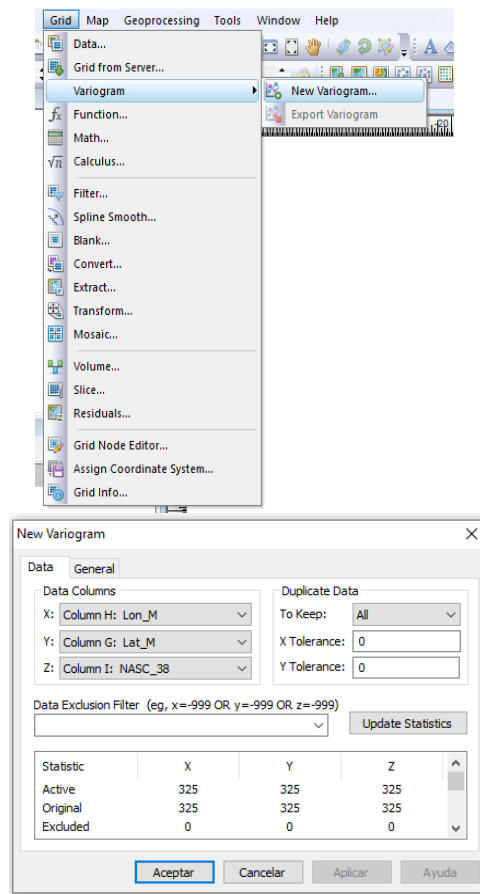 Grid Map Geoprocessing Tools Window Help
Data...
Grid from Server...
Variogram
New Variogram...
Export Variogram
Function...
Math...
Calculus...
Filter...
Spline Smooth...
Blank...
Convert...
Extract...
Transform...
Mosaic...
Volume...
Slice...
Residuals...
Grid Node Editor...
Assign Coordinate System...
Grid Info...
New Variogram
Data General
Data Columns Duplicate Data
X: Column H: Lon_M To Keep: All
Y: Column G: Lat_M X Tolerance: 0
Z: Column I: NASC_38 Y Tolerance: 0
Data Exclusion Filter (eg, x=-999 OR y=-999 OR z=-999)
Update Statistics
Statistic X Y Z
Active 325 325 325
Original 325 325 325
Excluded 0 0 0
Aceptar Cancelar Aplicar Ayuda